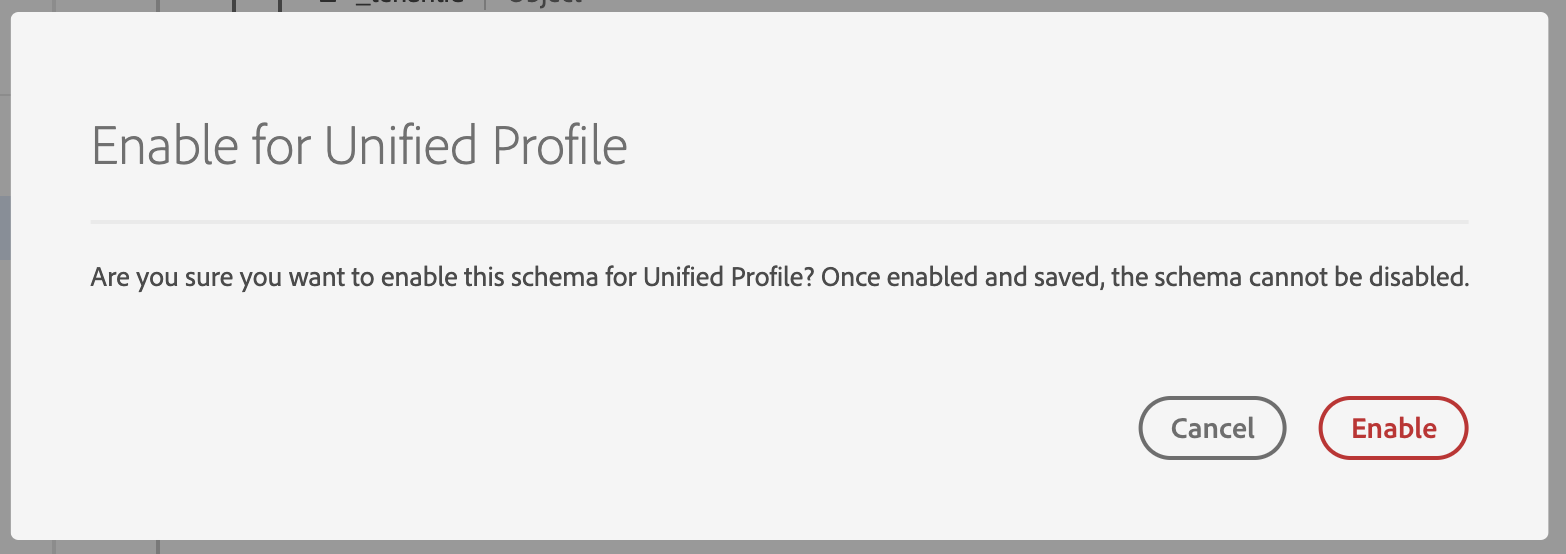 Enable for Unified Profile
Are you sure you want to enable this schema for Unified Profile? Once enabled and saved, the schema cannot be disabled.
Cancel
Enable